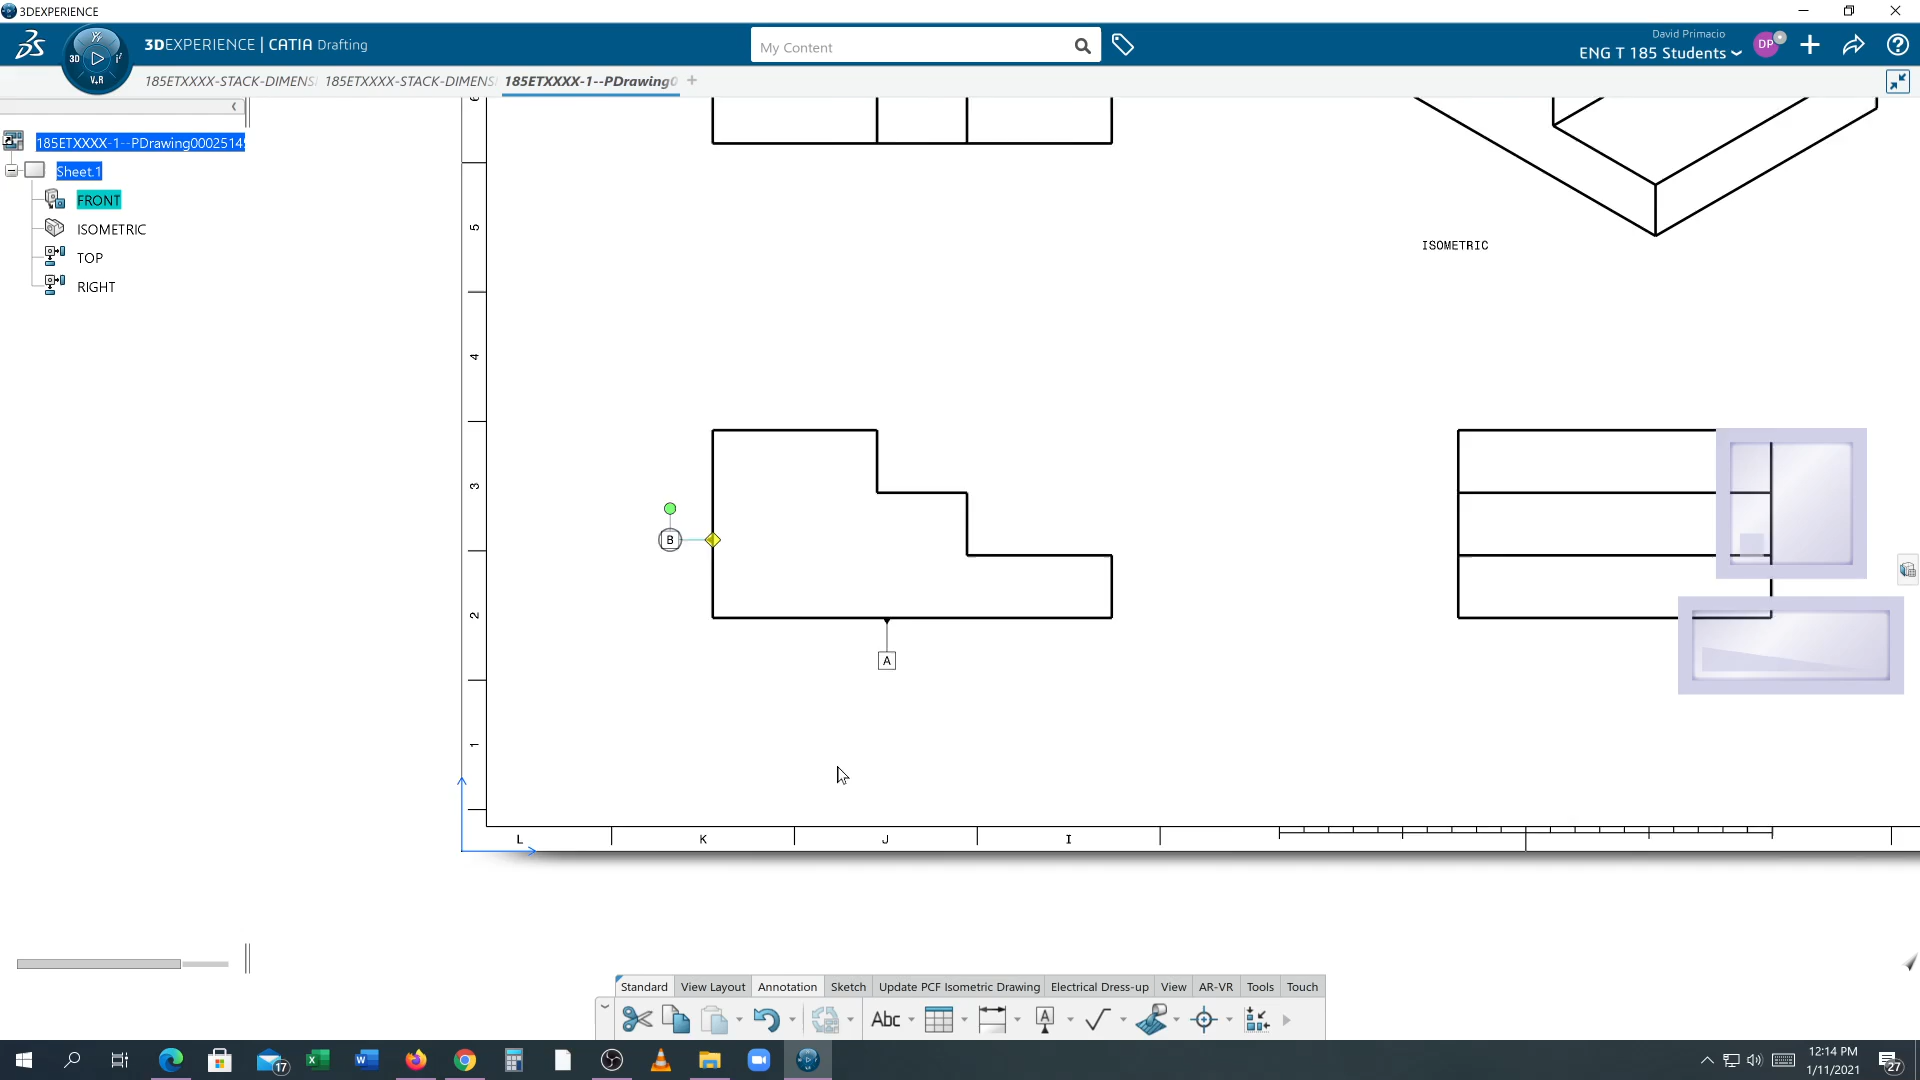 3DEXPERIENCE
3DEXPERIENCE | CATIA Drafting
My Content
David Primacio
ENG T 185 Students
DP
3D
V.R
185ETXXXX-STACK-DIMENS
185ETXXXX-STACK-DIMENS
185ETXXXX-1--PDrawing0
185ETXXXX-1--PDrawing00025145
Sheet.1
FRONT
ISOMETRIC
TOP
RIGHT
6
5
4
3
2
1
ISOMETRIC
B
A
L
K
J
I
Standard
View Layout
Annotation
Sketch
Update PCF Isometric Drawing
Electrical Dress-up
View
AR-VR
Tools
Touch
Abc
A
17
12:14 PM
1/11/2021
27